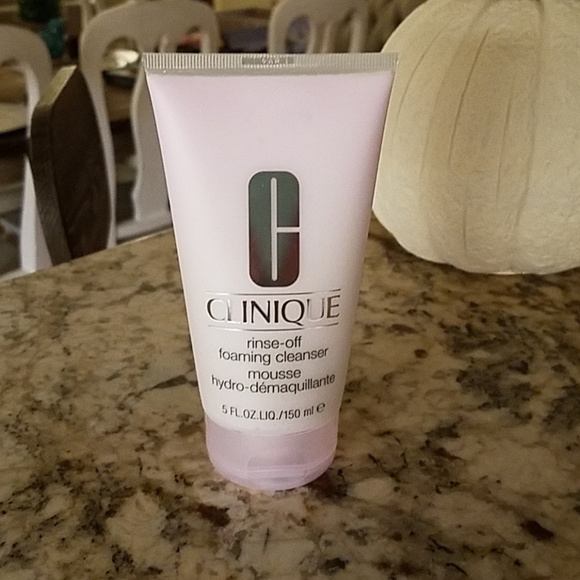 CLINIQUE
rinse-off
foaming cleanser
mousse
hydro-démaquillante
5 FL.OZ.LIQ./150 ml ℮